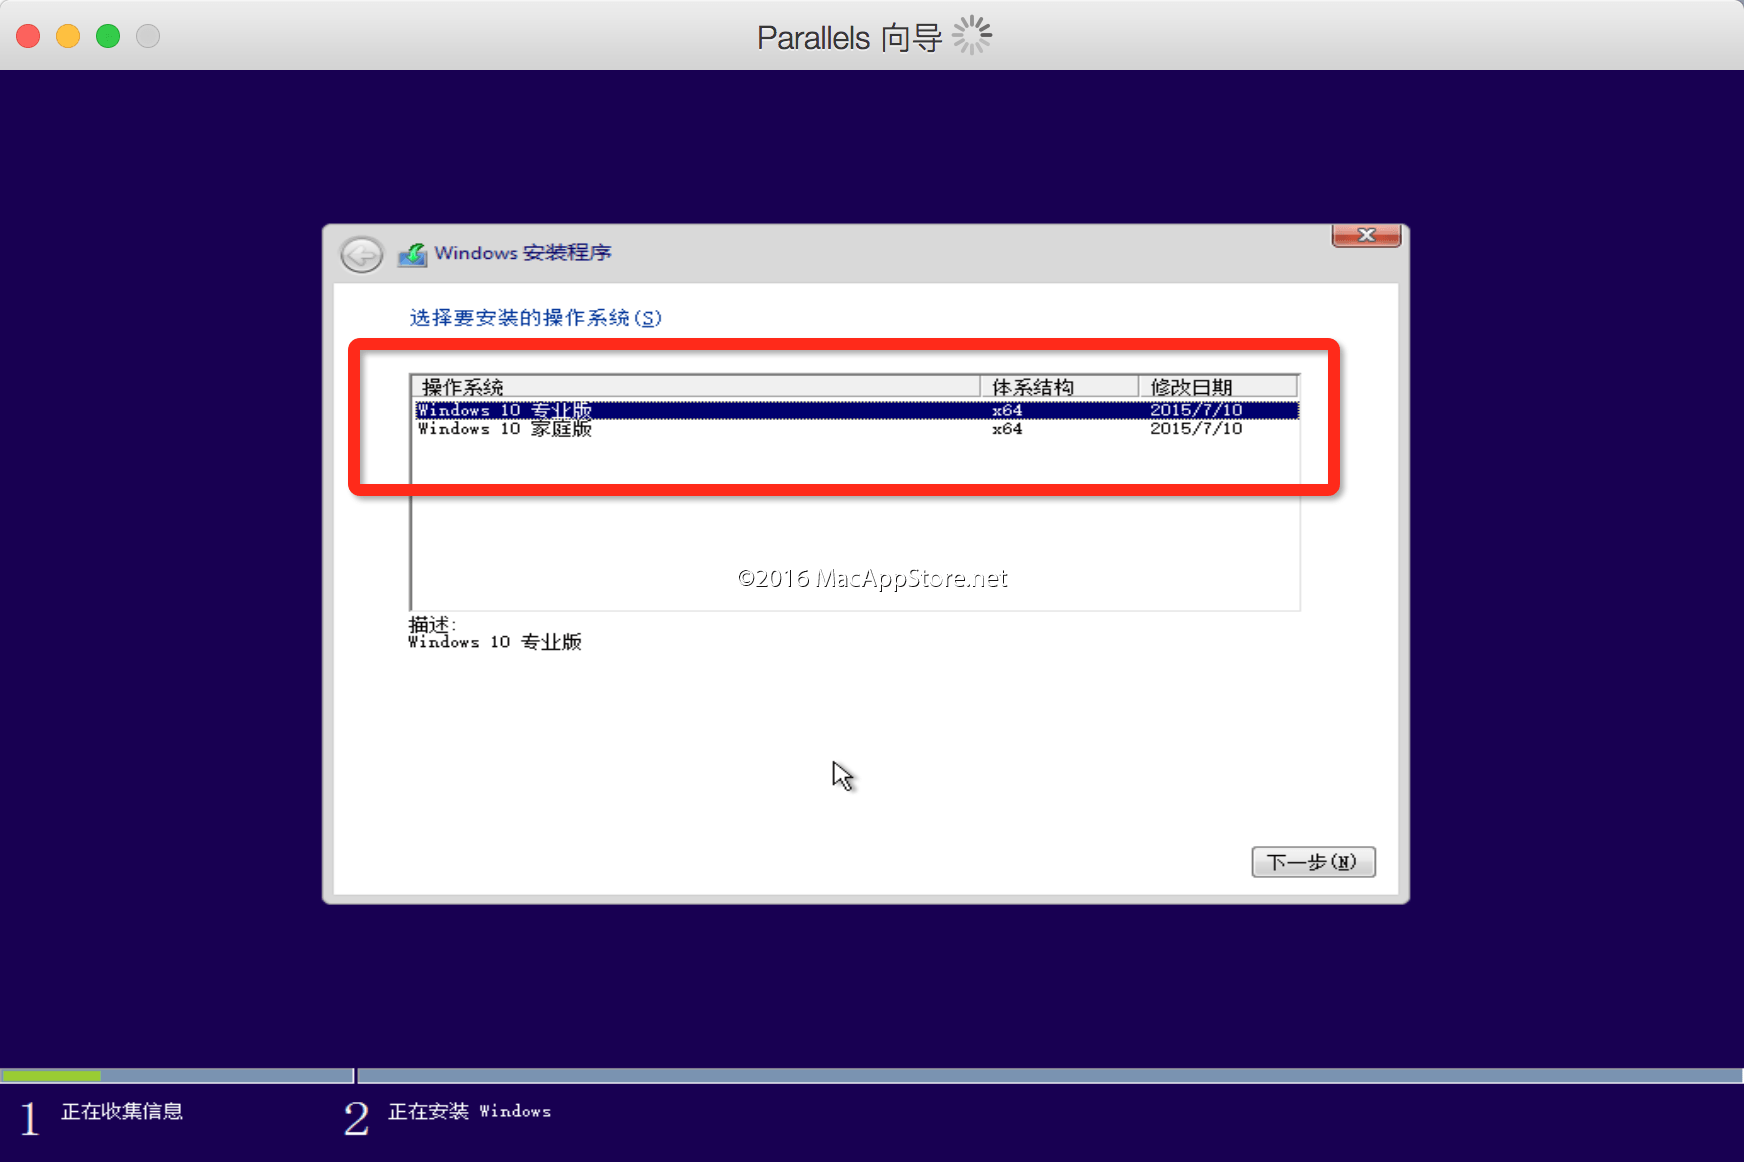 Parallels 向导
Windows 安装程序
选择要安装的操作系统(S)
操作系统 体系结构 修改日期
Windows 10 专业版 x64 2015/7/10
Windows 10 家庭版 x64 2015/7/10
©2016 MacAppStore.net
描述:
Windows 10 专业版
下一步(N)
1 正在收集信息 2 正在安装 Windows